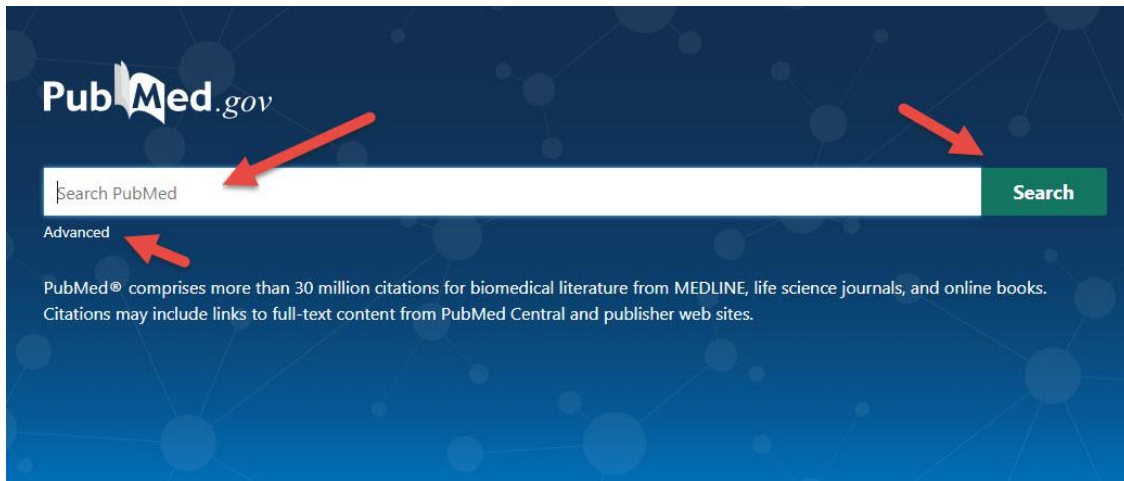 PubMed.gov
Search PubMed
Search
Advanced
PubMed® comprises more than 30 million citations for biomedical literature from MEDLINE, life science journals, and online books.
Citations may include links to full-text content from PubMed Central and publisher web sites.